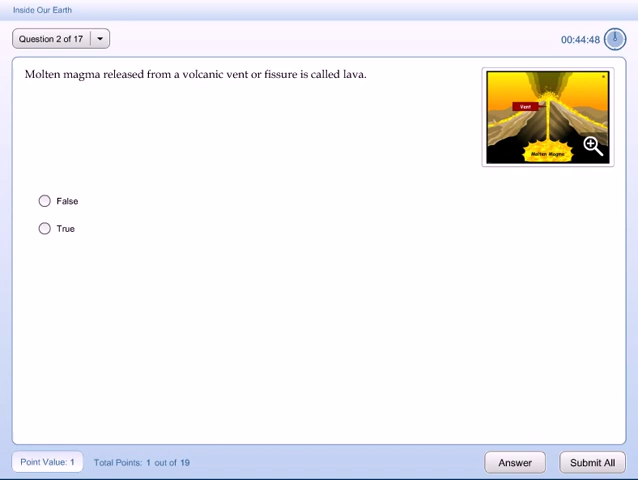 Inside Our Earth
Question 2 of 17
00:44:48
Molten magma released from a volcanic vent or fissure is called lava.
Vent
Molten Magma
False
True
Point Value: 1
Total Points: 1 out of 19
Answer
Submit All